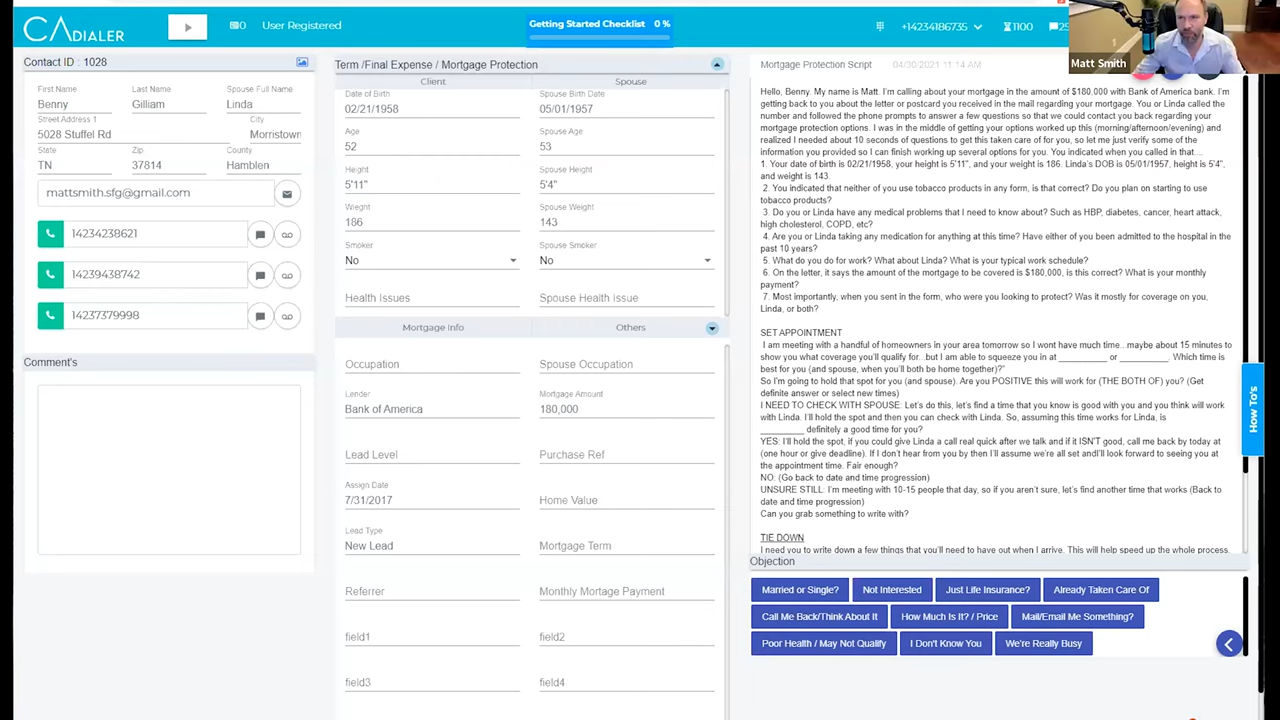 CADIALER
0
User Registered
Getting Started Checklist 0 %
+14234186735
1100
Matt Smith
Contact ID : 1028
First Name
Last Name
Spouse Full Name
Benny
Gilliam
Linda
Street Address 1
City
5028 Stuffel Rd
Morristown
State
Zip
County
TN
37814
Hamblen
mattsmith.sfg@gmail.com
14234238621
14239438742
14237379998
Comment's
Term /Final Expense / Mortgage Protection
Client
Spouse
Date of Birth
Spouse Birth Date
02/21/1958
05/01/1957
Age
Spouse Age
52
53
Height
Spouse Height
5'11"
5'4"
Wieght
Spouse Weight
186
143
Smoker
Spouse Smoker
No
No
Health Issues
Spouse Health issue
Mortgage Info
Others
Occupation
Spouse Occupation
Lender
Mortgage Amount
Bank of America
180,000
Lead Level
Purchase Ref
Assign Date
7/31/2017
Home Value
Lead Type
New Lead
Mortgage Term
Referrer
Monthly Mortage Payment
field1
field2
field3
field4
Mortgage Protection Script
04/30/2021 11:14 AM
Hello, Benny. My name is Matt. I'm calling about your mortgage in the amount of $180,000 with Bank of America bank. I'm
getting back to you about the letter or postcard you received in the mail regarding your mortgage. You or Linda called the
number and followed the phone prompts to answer a few questions so that we could contact you back regarding your
mortgage protection options. I was in the middle of getting your options worked up this (morning/afternoon/evening) and
realized I needed about 10 seconds of questions to get this taken care of for you, so let me just verify some of the
information you provided so I can finish working up several options for you. You indicated when you called in that....
1. Your date of birth is 02/21/1958, your height is 5'11", and your weight is 186. Linda's DOB is 05/01/1957, height is 5'4",
and weight is 143.
2. You indicated that neither of you use tobacco products in any form, is that correct? Do you plan on starting to use
tobacco products?
3. Do you or Linda have any medical problems that I need to know about? Such as HBP, diabetes, cancer, heart attack,
high cholesterol, COPD, etc?
4. Are you or Linda taking any medication for anything at this time? Have either of you been admitted to the hospital in the
past 10 years?
5. What do you do for work? What about Linda? What is your typical work schedule?
6. On the letter, it says the amount of the mortgage to be covered is $180,000, is this correct? What is your monthly
payment?
7. Most importantly, when you sent in the form, who were you looking to protect? Was it mostly for coverage on you,
Linda, or both?
SET APPOINTMENT
I am meeting with a handful of homeowners in your area tomorrow so I wont have much time...maybe about 15 minutes to
show you what coverage you'll qualify for...but I am able to squeeze you in at __________ or __________. Which time is
best for you (and spouse, when you'll both be home together)?"
So I'm going to hold that spot for you (and spouse). Are you POSITIVE this will work for (THE BOTH OF) you? (Get
definite answer or select new times)
I NEED TO CHECK WITH SPOUSE: Let's do this, let's find a time that you know is good with you and you think will work
with Linda. I'll hold the spot and then you can check with Linda. So, assuming this time works for Linda, is
_________ definitely a good time for you?
YES: I'll hold the spot, if you could give Linda a call real quick after we talk and if it ISN'T good, call me back by today at
(one hour or give deadline). If I don't hear from you by then I'll assume we're all set andI'll look forward to seeing you at
the appointment time. Fair enough?
NO: (Go back to date and time progression)
UNSURE STILL: I'm meeting with 10-15 people that day, so if you aren't sure, let's find another time that works (Back to
date and time progression)
Can you grab something to write with?
TIE DOWN
I need you to write down a few things that you'll need to have out when I arrive. This will help speed up the whole process.
Objection
Married or Single?
Not Interested
Just Life Insurance?
Already Taken Care Of
Call Me Back/Think About It
How Much Is It? / Price
Mail/Email Me Something?
Poor Health / May Not Qualify
I Don't Know You
We're Really Busy
How To's